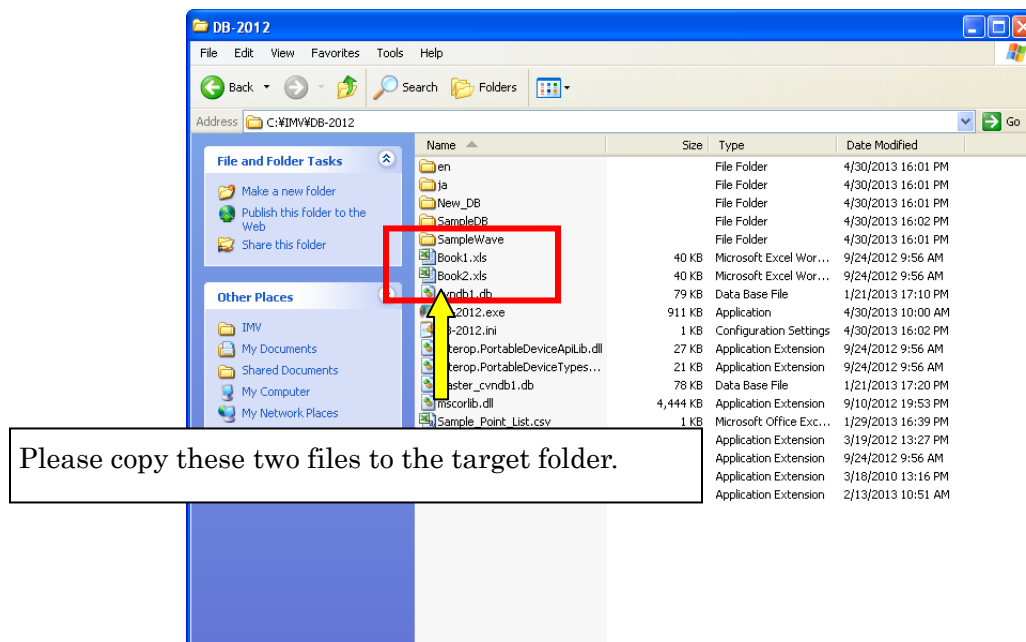 DB-2012
File Edit View Favorites Tools Help
Back Search Folders
Address C:¥IMV¥DB-2012 Go
Name Size Type Date Modified
File and Folder Tasks
Make a new folder
Publish this folder to the
Web
Share this folder
Other Places
IMV
My Documents
Shared Documents
My Computer
My Network Places
en File Folder 4/30/2013 16:01 PM
ja File Folder 4/30/2013 16:01 PM
New_DB File Folder 4/30/2013 16:01 PM
SampleDB File Folder 4/30/2013 16:02 PM
SampleWave File Folder 4/30/2013 16:01 PM
Book1.xls 40 KB Microsoft Excel Wor... 9/24/2012 9:56 AM
Book2.xls 40 KB Microsoft Excel Wor... 9/24/2012 9:56 AM
cvndb1.db 79 KB Data Base File 1/21/2013 17:10 PM
-2012.exe 911 KB Application 4/30/2013 10:00 AM
-2012.ini 1 KB Configuration Settings 4/30/2013 16:02 PM
terop.PortableDeviceApiLib.dll 27 KB Application Extension 9/24/2012 9:56 AM
terop.PortableDeviceTypes... 21 KB Application Extension 9/24/2012 9:56 AM
aster_cvndb1.db 78 KB Data Base File 1/21/2013 17:20 PM
mscorlib.dll 4,444 KB Application Extension 9/10/2012 19:53 PM
Sample_Point_List.csv 1 KB Microsoft Office Exc... 1/29/2013 16:39 PM
Application Extension 3/19/2012 13:27 PM
Application Extension 9/24/2012 9:56 AM
Application Extension 3/18/2010 13:16 PM
Application Extension 2/13/2013 10:51 AM
Please copy these two files to the target folder.